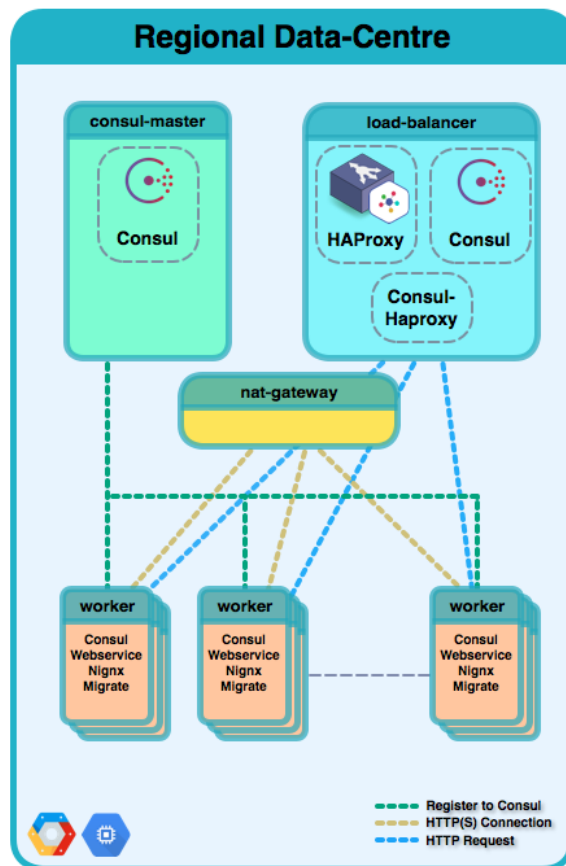 Regional Data-Centre
consul-master
Consul
load-balancer
HAProxy
Consul
Consul-
Haproxy
nat-gateway
worker
Consul
Webservice
Nignx
Migrate
worker
Consul
Webservice
Nignx
Migrate
worker
Consul
Webservice
Nignx
Migrate
Register to Consul
HTTP(S) Connection
HTTP Request